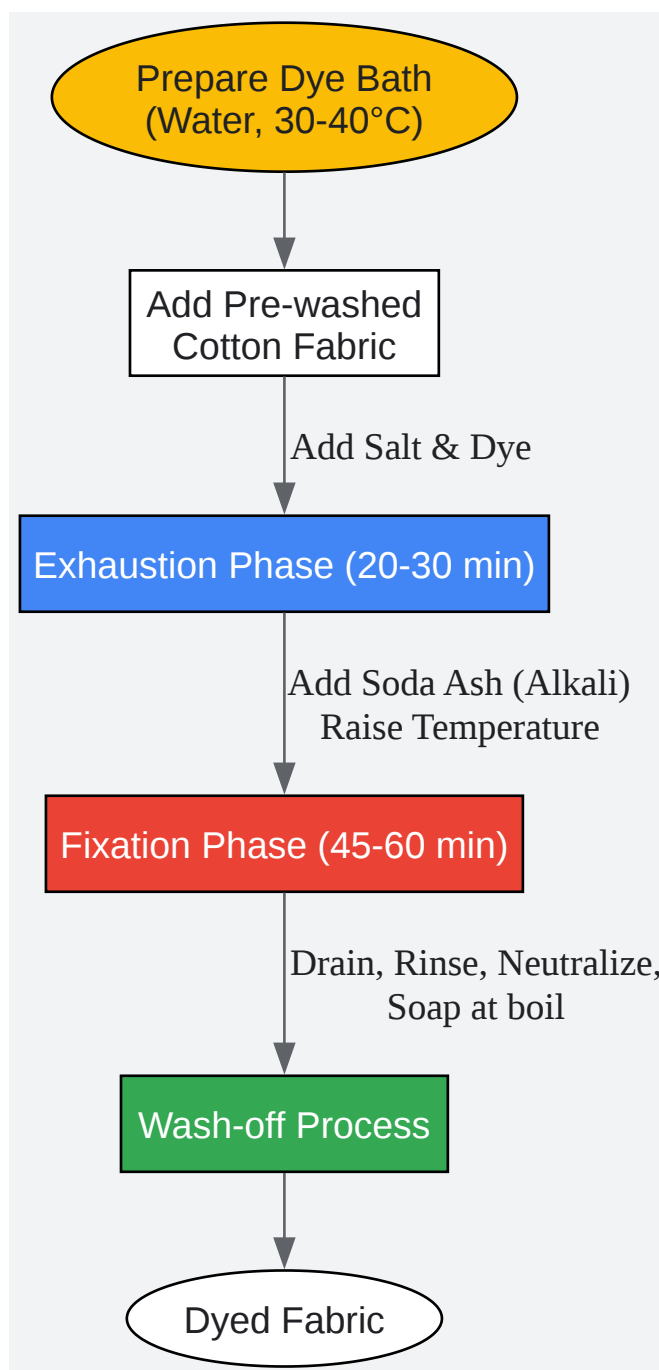 Prepare Dye Bath
(Water, 30-40°C)
Add Pre-washed
Cotton Fabric
Add Salt & Dye
Exhaustion Phase (20-30 min)
Add Soda Ash (Alkali)
Raise Temperature
Fixation Phase (45-60 min)
Drain, Rinse, Neutralize,
Soap at boil
Wash-off Process
Dyed Fabric